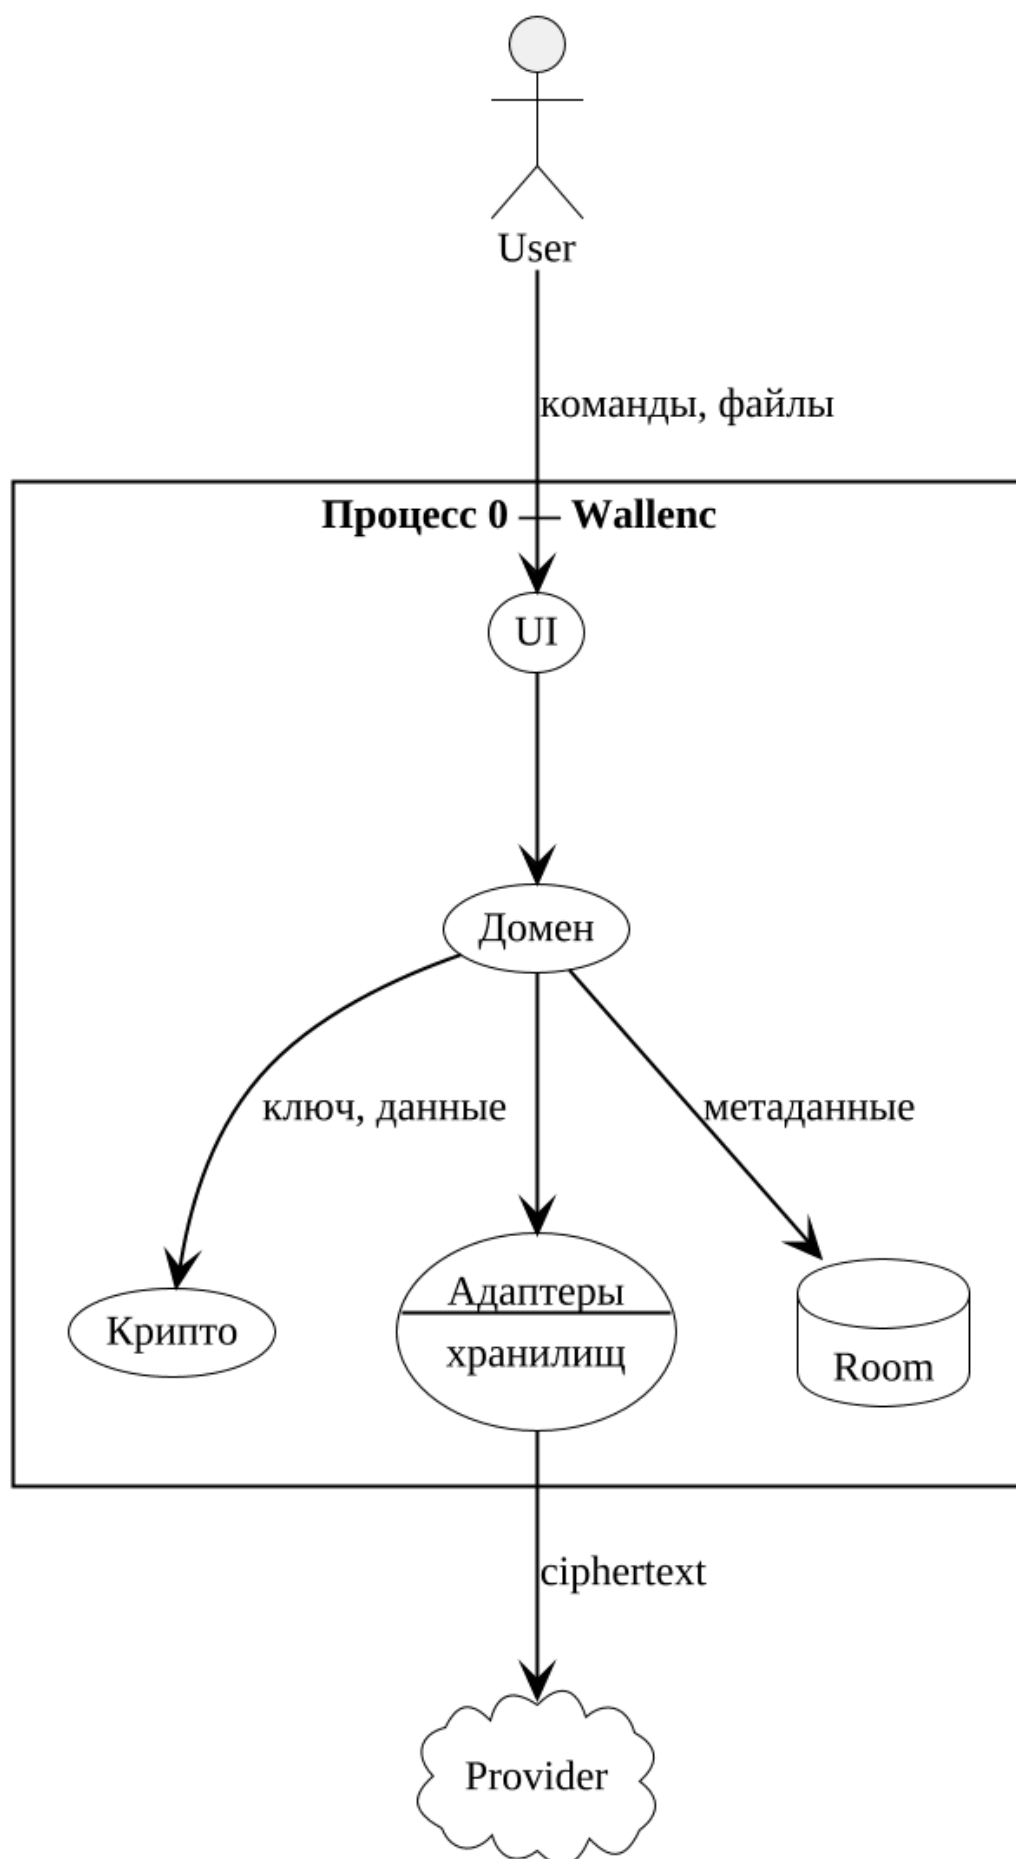 User
команды, файлы
Процесс 0 — Wallenc
UI
Домен
ключ, данные
метаданные
Адаптеры
хранилищ
Крипто
Room
ciphertext
Provider